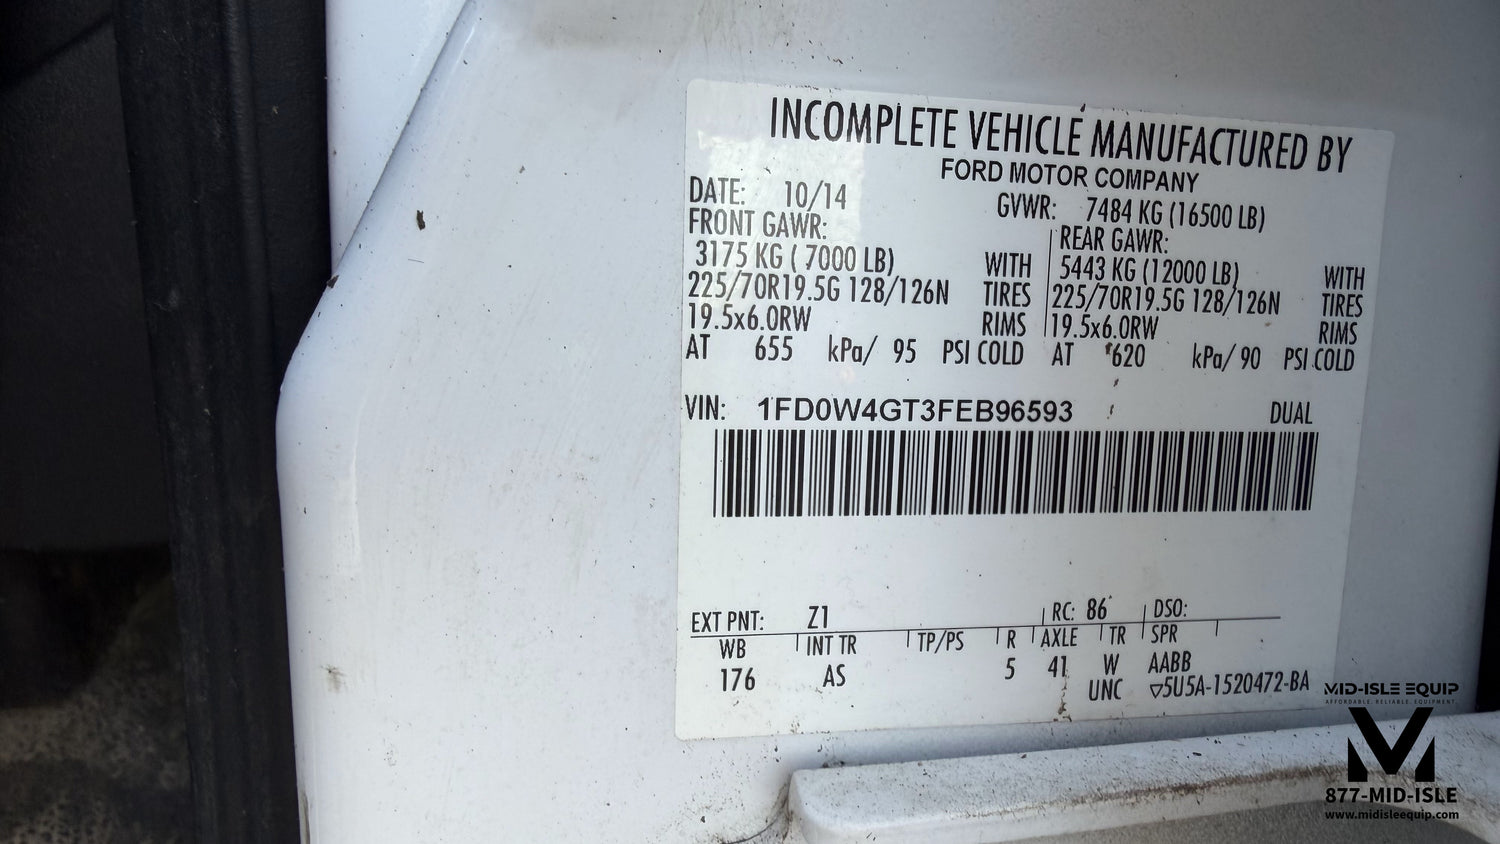 INCOMPLETE VEHICLE MANUFACTURED BY
FORD MOTOR COMPANY
DATE: 10/14 GVWR: 7484 KG (16500 LB)
FRONT GAWR: REAR GAWR:
3175 KG ( 7000 LB) WITH 5443 KG (12000 LB) WITH
225/70R19.5G 128/126N TIRES 225/70R19.5G 128/126N TIRES
19.5x6.0RW RIMS 19.5x6.0RW RIMS
AT 655 kPa/ 95 PSI COLD AT 620 kPa/ 90 PSI COLD
VIN: 1FD0W4GT3FEB96593 DUAL
EXT PNT: Z1 RC: 86 DSO:
WB INT TR TP/PS R AXLE TR SPR
176 AS 5 41 W AABB
UNC ▽5U5A-1520472-BA
MID-ISLE EQUIP
AFFORDABLE. RELIABLE. EQUIPMENT.
877-MID-ISLE
www.midisleequip.com